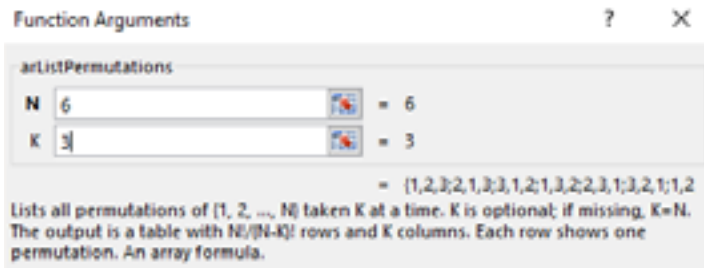 Function Arguments ? ✕
arListPermutations
N 6 = 6
K 3 = 3
= {1,2,3;2,1,3;3,1,2;1,3,2;2,3,1;3,2,1;1,2
Lists all permutations of {1, 2, ..., N} taken K at a time. K is optional; if missing, K=N.
The output is a table with N!/(N-K)! rows and K columns. Each row shows one
permutation. An array formula.